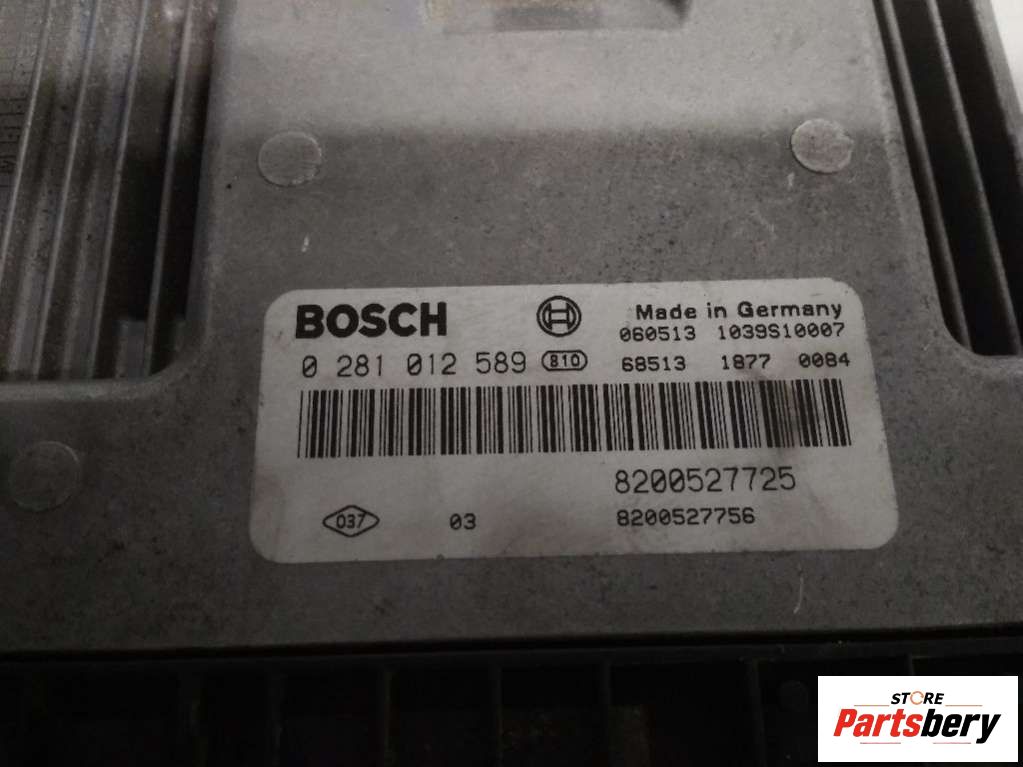 BOSCH Made in Germany
060513 1039S10007
0 281 012 589 810 68513 1877 0084
8200527725
037 03 8200527756
STORE
Partsbery